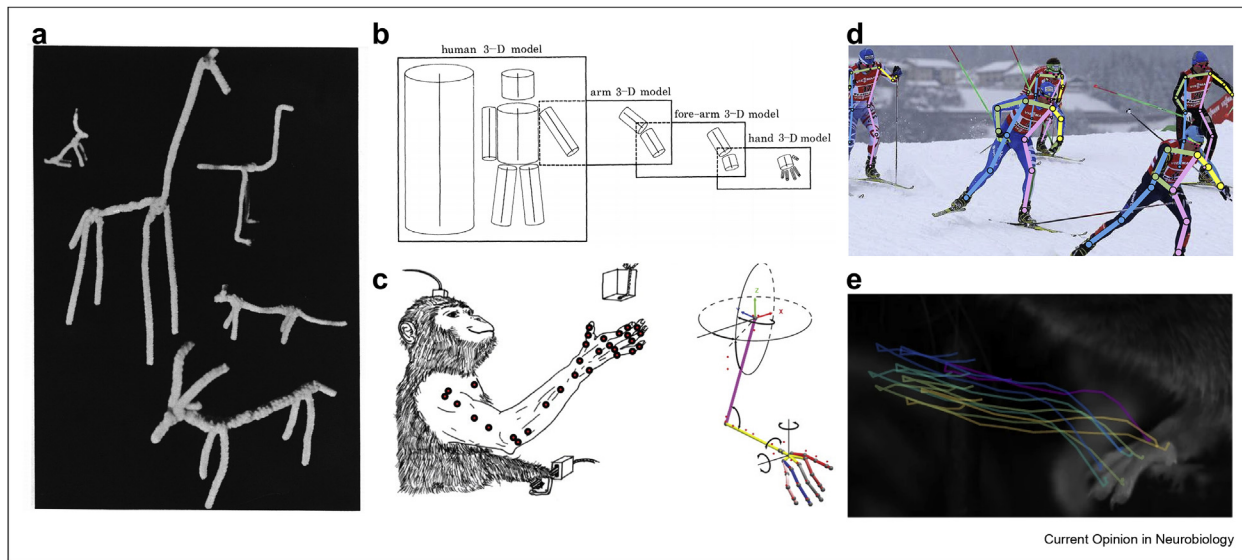 a
b
human 3-D model
arm 3-D model
fore-arm 3-D model
hand 3-D model
c
z
x
d
e
Current Opinion in Neurobiology